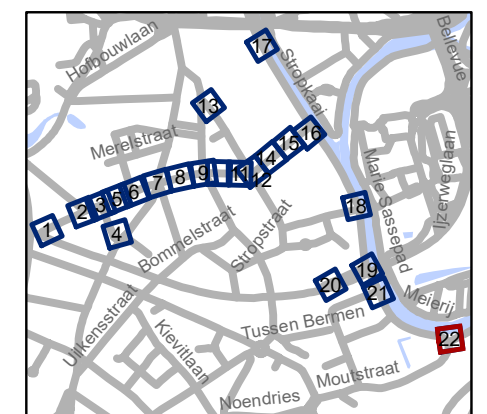 Hofbouwlaan
17
Stropkaai
Bellevue
13
Merelstraat
16
15
14
12
11
9
8
7
6
5
3
2
1
4
Marie Sassepad
Ijzerweglaan
Bommelstraat
Stropstraat
18
19
20
21
Meierij
Uilkensstraat
Kievitlaan
Tussen Bermen
22
Moutstraat
Noendries